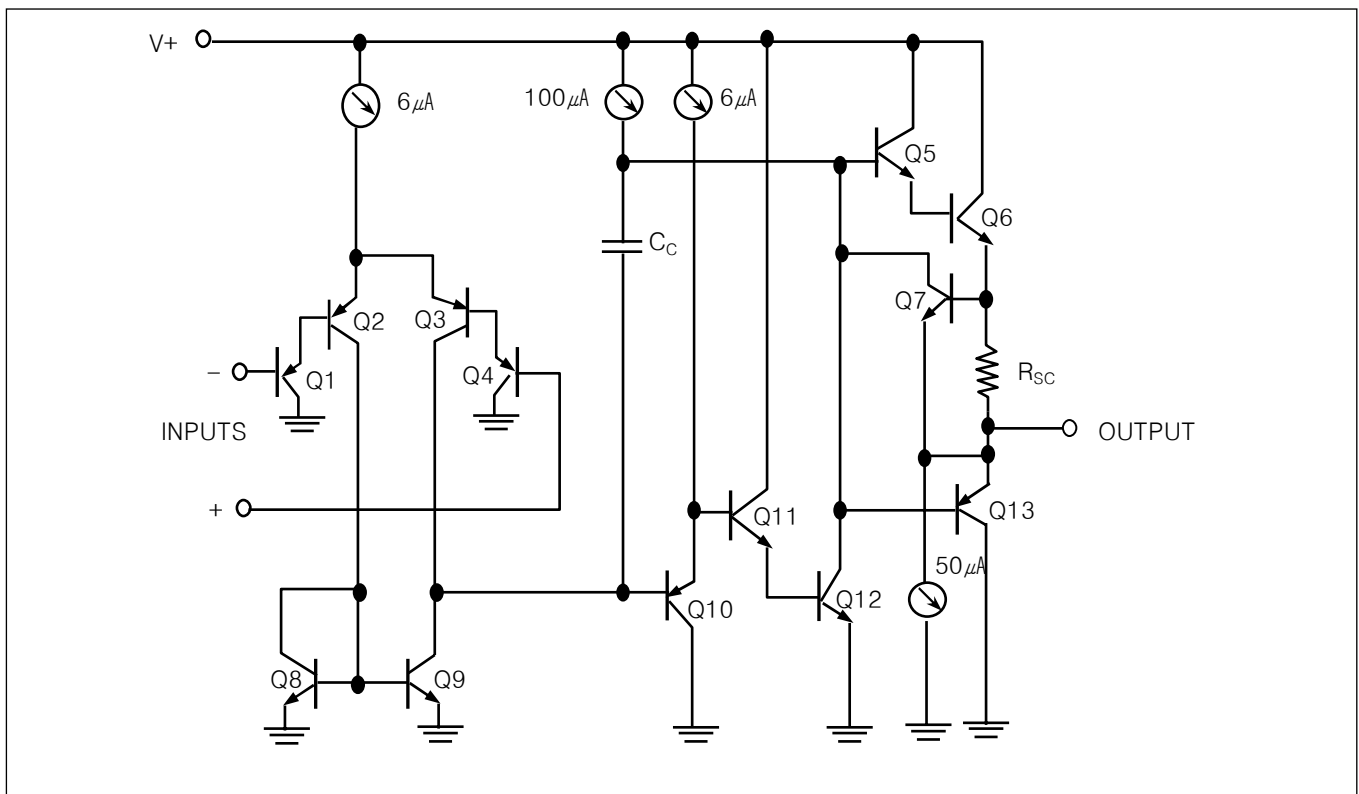 V+
6μA
100μA
6μA
Q5
Q6
CC
Q7
Q2
Q3
RSC
−
Q1
Q4
INPUTS
OUTPUT
+
Q11
Q13
50μA
Q10
Q12
Q8
Q9